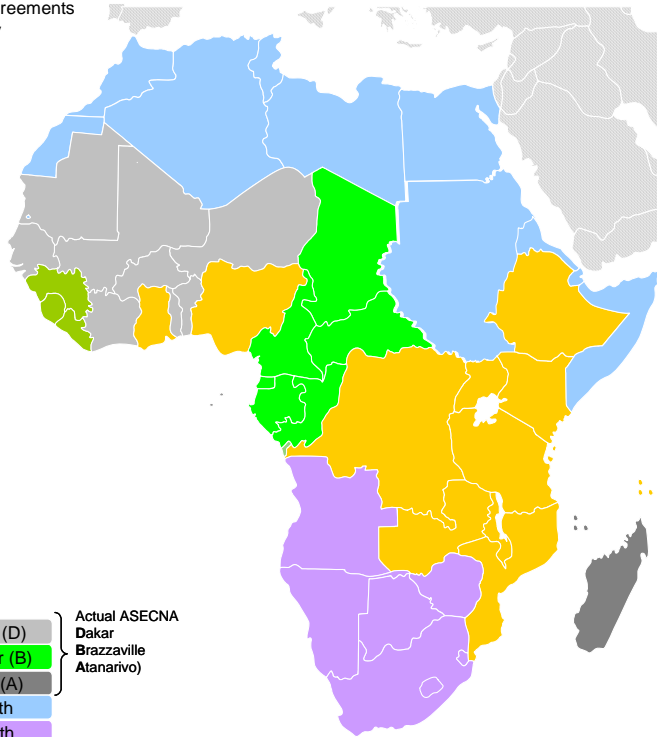 reements
Actual ASECNA
Dakar
Brazzaville
Atanarivo)
(D)
r (B)
(A)
th
th